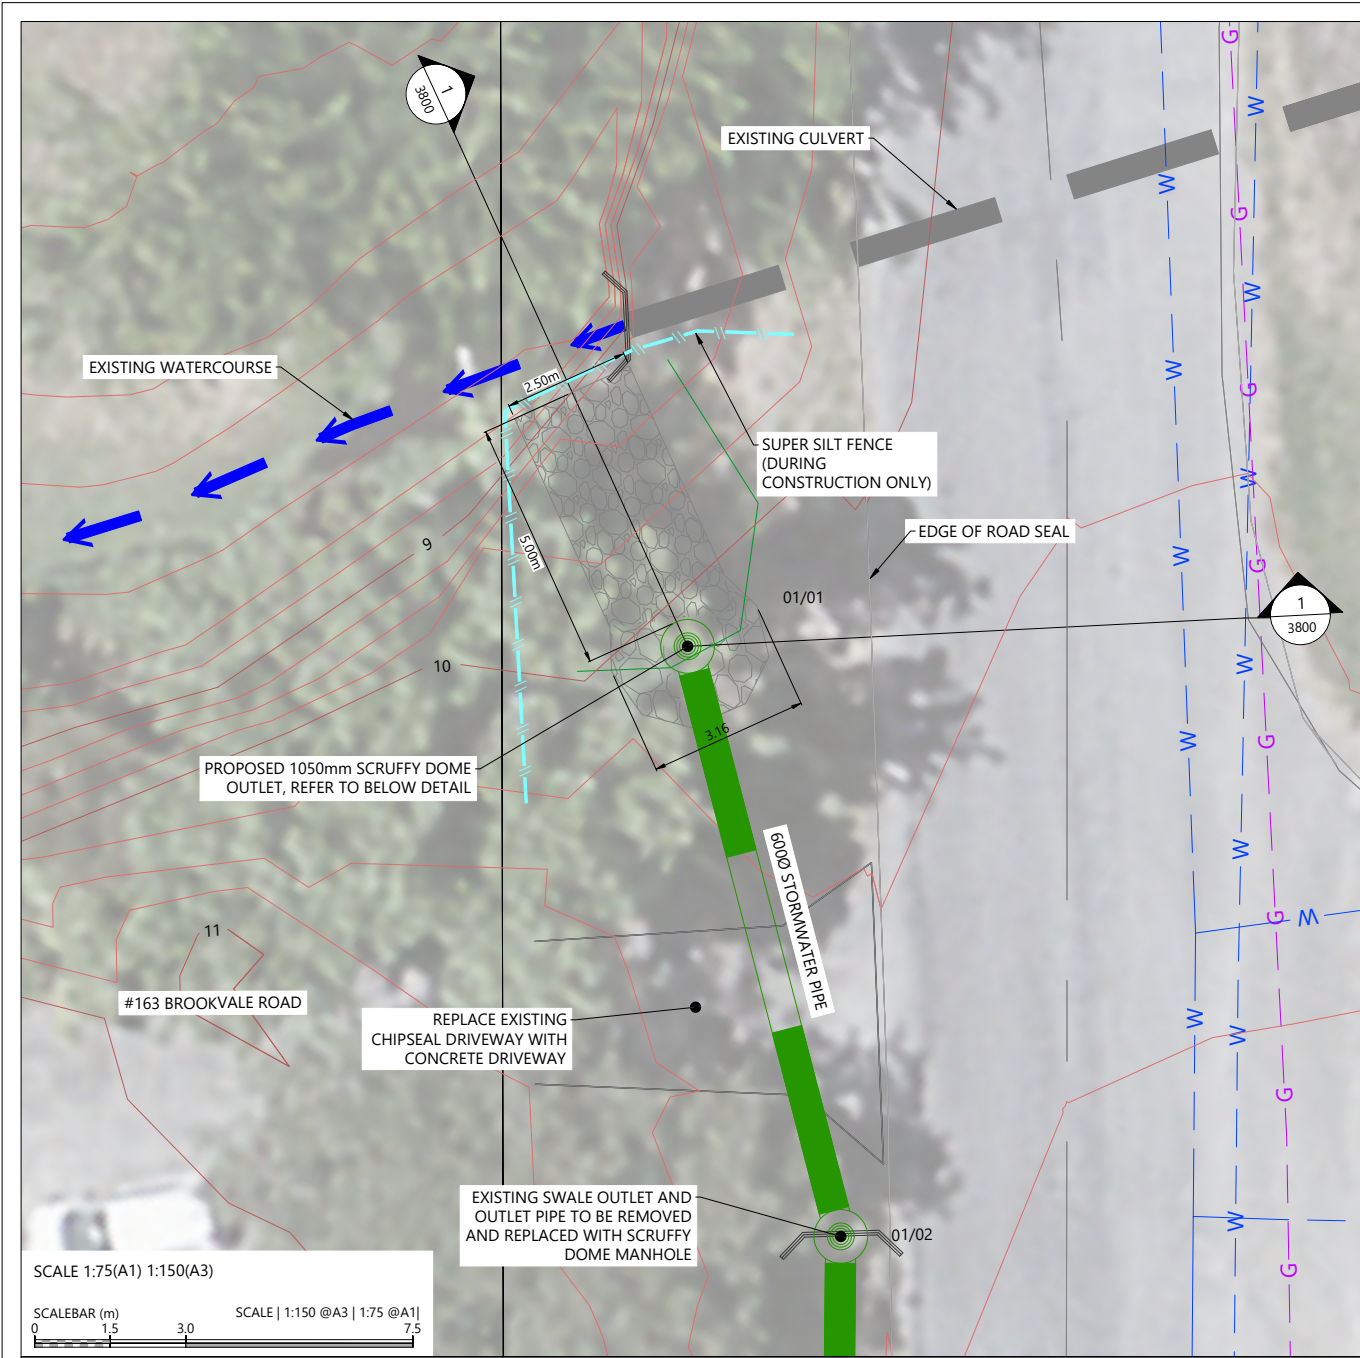 1
3800
EXISTING CULVERT
EXISTING WATERCOURSE
2.50m
SUPER SILT FENCE
(DURING
CONSTRUCTION ONLY)
5.00m
9
EDGE OF ROAD SEAL
01/01
1
3800
10
3.16
PROPOSED 1050mm SCRUFFY DOME
OUTLET, REFER TO BELOW DETAIL
600Ø STORMWATER PIPE
11
#163 BROOKVALE ROAD
REPLACE EXISTING
CHIPSEAL DRIVEWAY WITH
CONCRETE DRIVEWAY
EXISTING SWALE OUTLET AND
OUTLET PIPE TO BE REMOVED
AND REPLACED WITH SCRUFFY
DOME MANHOLE
01/02
SCALE 1:75(A1) 1:150(A3)
SCALEBAR (m)
SCALE | 1:150 @A3 | 1:75 @A1|
0 1.5 3.0 7.5
G
W
W
G
W
W
W
G
W
W
G
W
W
W
G
W
G
W
W
W
W
G
W
G